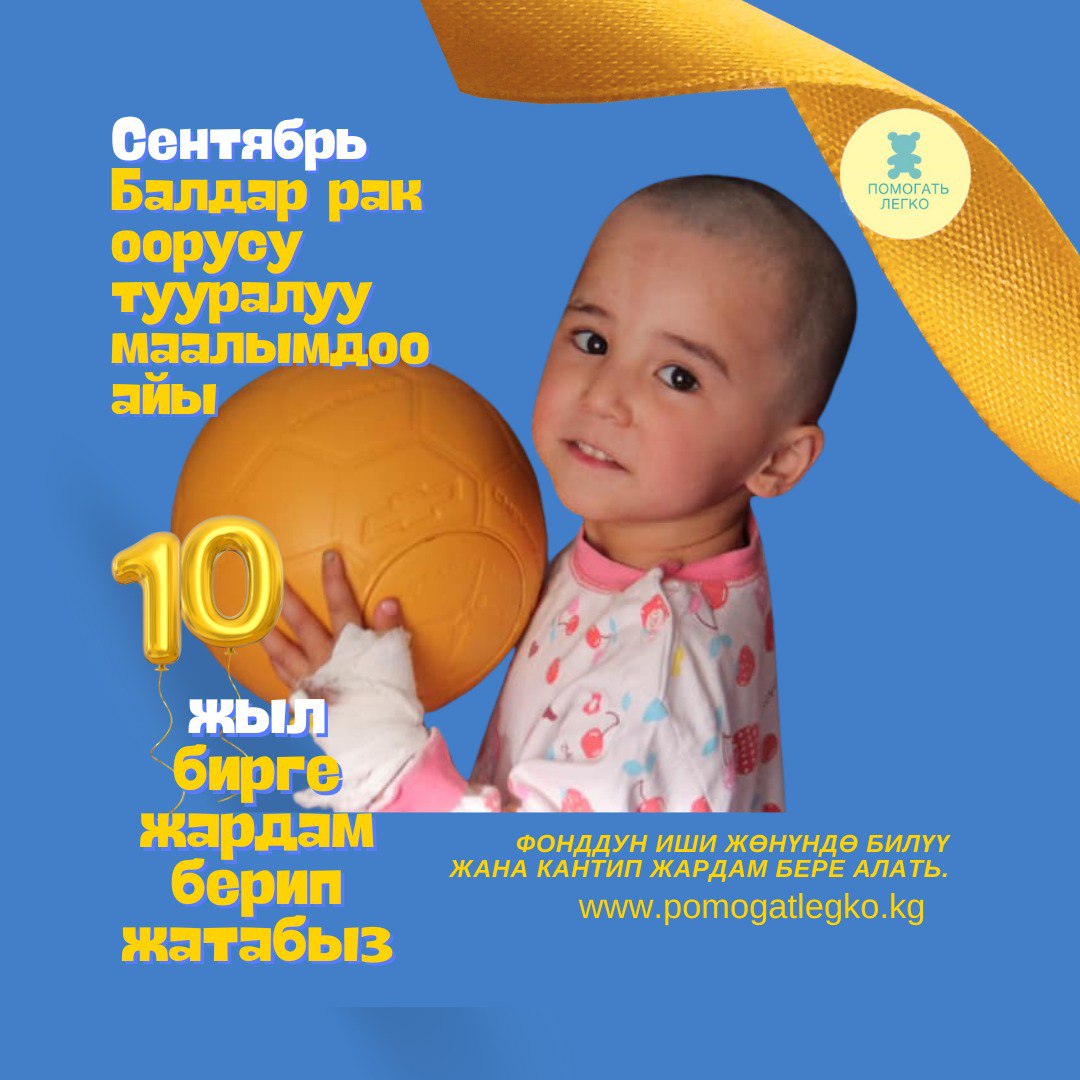 Сентябрь
Балдар рак
оорусу
тууралуу
маалымдоо
айы
ПОМОГАТЬ
ЛЕГКО
10
жыл
бирге
жардам
берип
жатабыз
ФОНДДУН ИШИ ЖӨНҮНДӨ БИЛҮҮ
ЖАНА КАНТИП ЖАРДАМ БЕРЕ АЛАТЬ.
www.pomogatlegko.kg